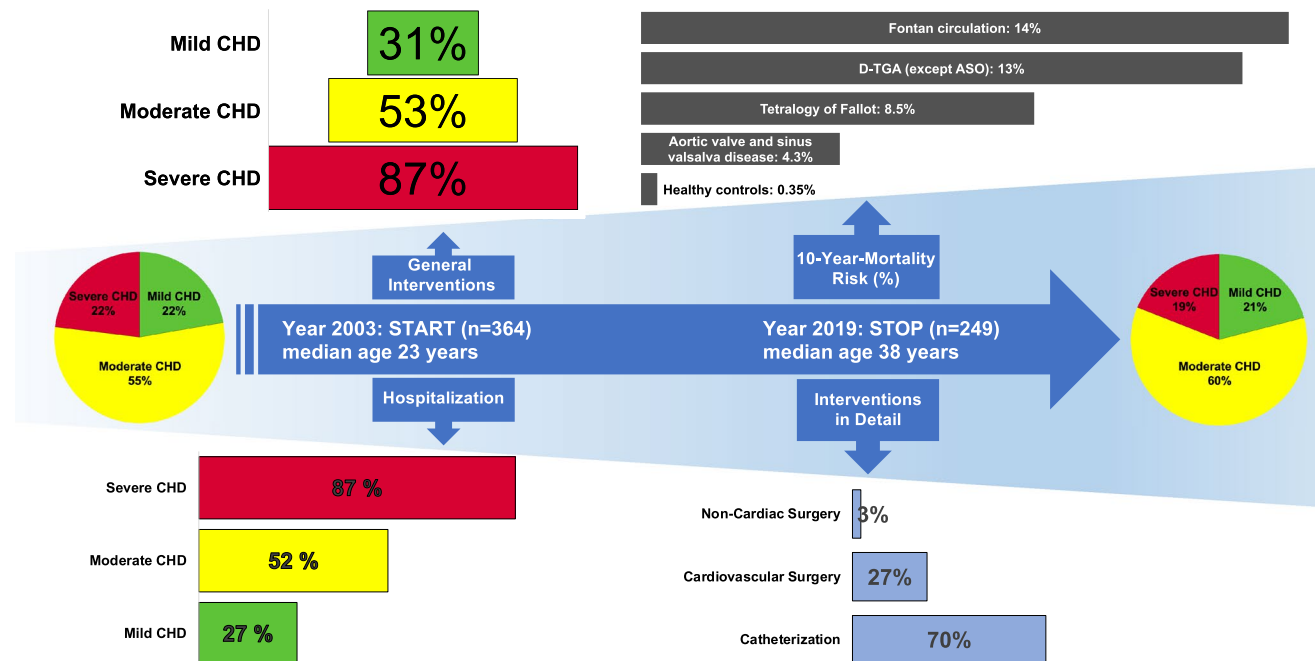 Mild CHD
31%
Moderate CHD
53%
Severe CHD
87%
Fontan circulation: 14%
D-TGA (except ASO): 13%
Tetralogy of Fallot: 8.5%
Aortic valve and sinus
valsalva disease: 4.3%
Healthy controls: 0.35%
General
Interventions
10-Year-Mortality
Risk (%)
Severe CHD
22%
Mild CHD
22%
Moderate CHD
55%
Year 2003: START (n=364)
median age 23 years
Year 2019: STOP (n=249)
median age 38 years
Severe CHD
19%
Mild CHD
21%
Moderate CHD
60%
Hospitalization
Interventions
in Detail
Severe CHD
87 %
Moderate CHD
52 %
Mild CHD
27 %
Non-Cardiac Surgery
3%
Cardiovascular Surgery
27%
Catheterization
70%